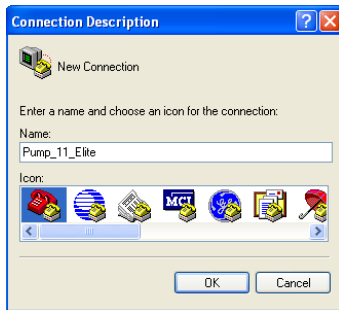 Connection Description
New Connection
Enter a name and choose an icon for the connection:
Name:
Pump_11_Elite
Icon:
MCI
OK
Cancel